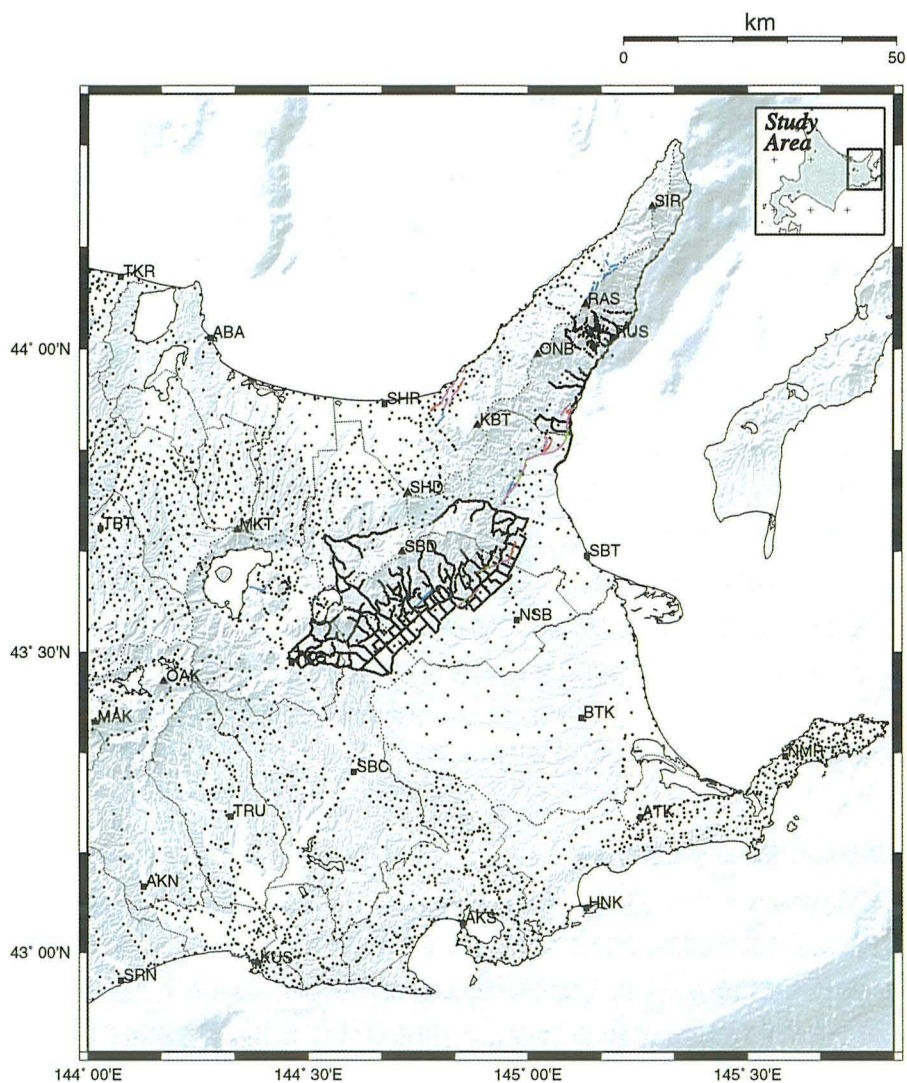 km
0 50
Study
Area
SIR
TKR
RAS
ABA
RUS
44° 00'N
ONB
SHR
KBT
SHD
TBT
MKT
SBD
SBT
NSB
43° 30'N
OAK
MAK
BTK
NMR
SBC
TRU
ATK
AKN
HNK
AKS
43° 00'N
KUS
SRN
144° 00'E 144° 30'E 145° 00'E 145° 30'E